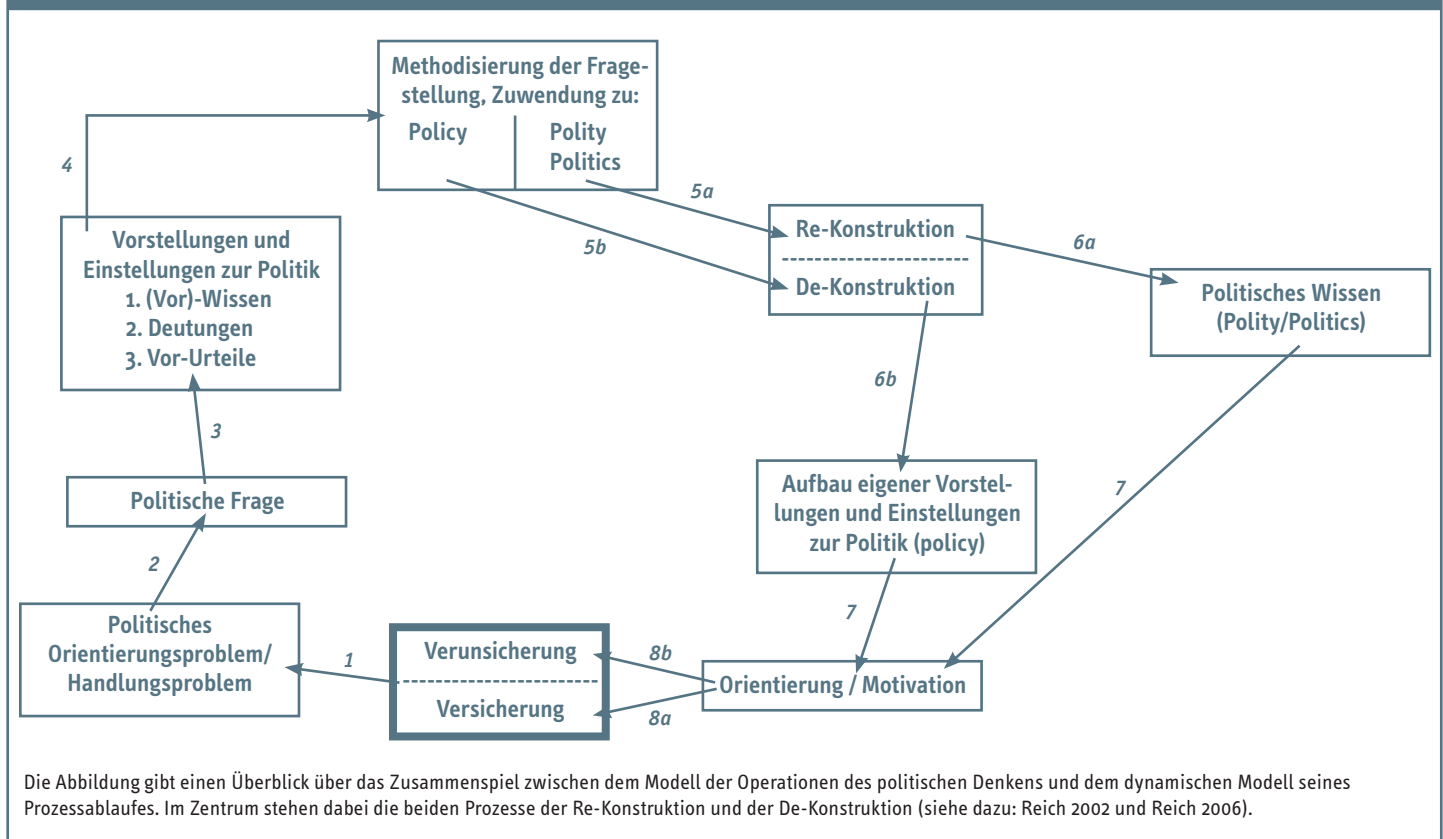 Methodisierung der Frage-
stellung, Zuwendung zu:
Policy
Polity
Politics
4
5a
5b
Re-Konstruktion
De-Konstruktion
6a
Politisches Wissen
(Polity/Politics)
Vorstellungen und
Einstellungen zur Politik
1. (Vor)-Wissen
2. Deutungen
3. Vor-Urteile
6b
3
Politische Frage
Aufbau eigener Vorstel-
lungen und Einstellungen
zur Politik (policy)
7
2
7
Politisches
Orientierungsproblem/
Handlungsproblem
1
Verunsicherung
Versicherung
8b
8a
Orientierung / Motivation
Die Abbildung gibt einen Überblick über das Zusammenspiel zwischen dem Modell der Operationen des politischen Denkens und dem dynamischen Modell seines
Prozessablaufes. Im Zentrum stehen dabei die beiden Prozesse der Re-Konstruktion und der De-Konstruktion (siehe dazu: Reich 2002 und Reich 2006).